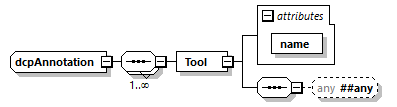 attributes
dcpAnnotation
Tool
name
1..∞
any ##any